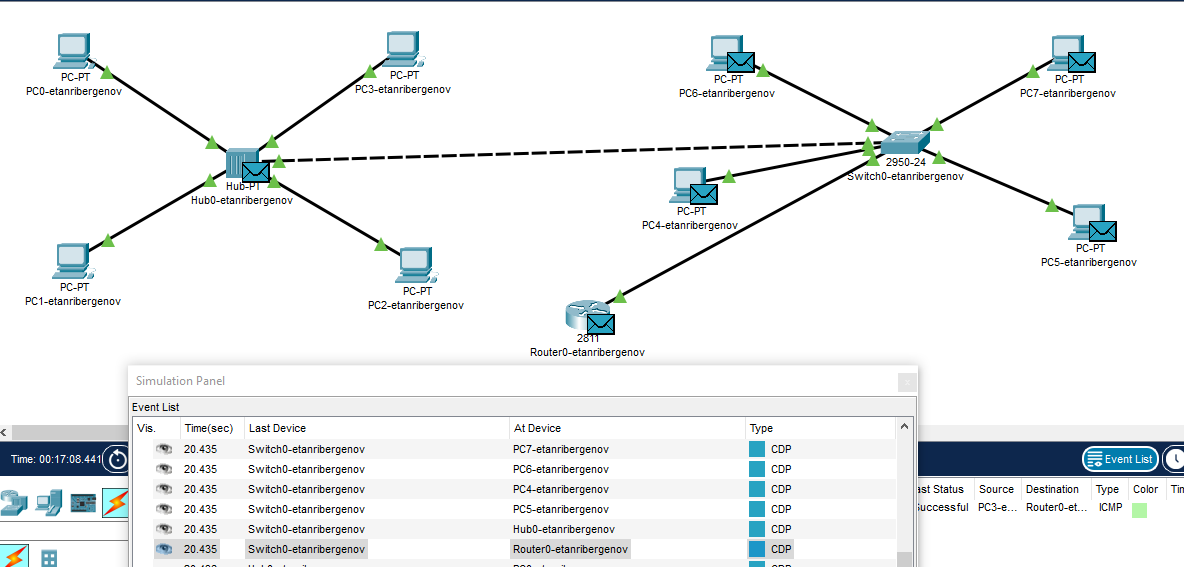 PC-PT
PC0-etanribergenov
PC-PT
PC3-etanribergenov
PC-PT
PC6-etanribergenov
PC-PT
PC7-etanribergenov
Hub-PT
Hub0-etanribergenov
2950-24
Switch0-etanribergenov
PC-PT
PC4-etanribergenov
PC-PT
PC5-etanribergenov
PC-PT
PC1-etanribergenov
PC-PT
PC2-etanribergenov
2811
Router0-etanribergenov
Simulation Panel
Event List
Vis. Time(sec) Last Device At Device Type
20.435 Switch0-etanribergenov PC7-etanribergenov CDP
20.435 Switch0-etanribergenov PC6-etanribergenov CDP
20.435 Switch0-etanribergenov PC4-etanribergenov CDP
20.435 Switch0-etanribergenov PC5-etanribergenov CDP
20.435 Switch0-etanribergenov Hub0-etanribergenov CDP
20.435 Switch0-etanribergenov Router0-etanribergenov CDP
Time: 00:17:08.441
Event List
ast Status Source Destination Type Color Tin
Successful PC3-e... Router0-et... ICMP